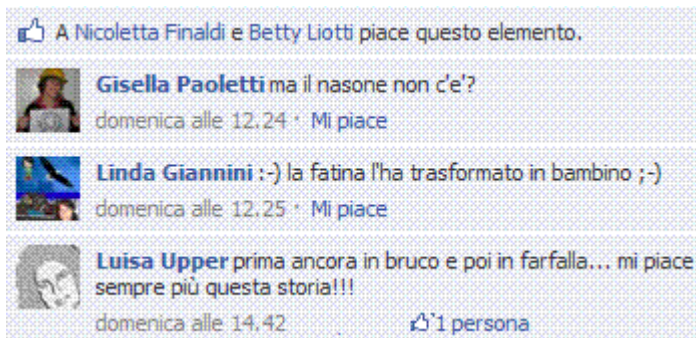 A Nicoletta Finaldi e Betty Liotti piace questo elemento.
Gisella Paoletti ma il nasone non c'e'?
domenica alle 12.24 · Mi piace
Linda Giannini :-) la fatina l'ha trasformato in bambino ;-)
domenica alle 12.25 · Mi piace
Luisa Upper prima ancora in bruco e poi in farfalla... mi piace
sempre più questa storia!!!
domenica alle 14.42 1 persona